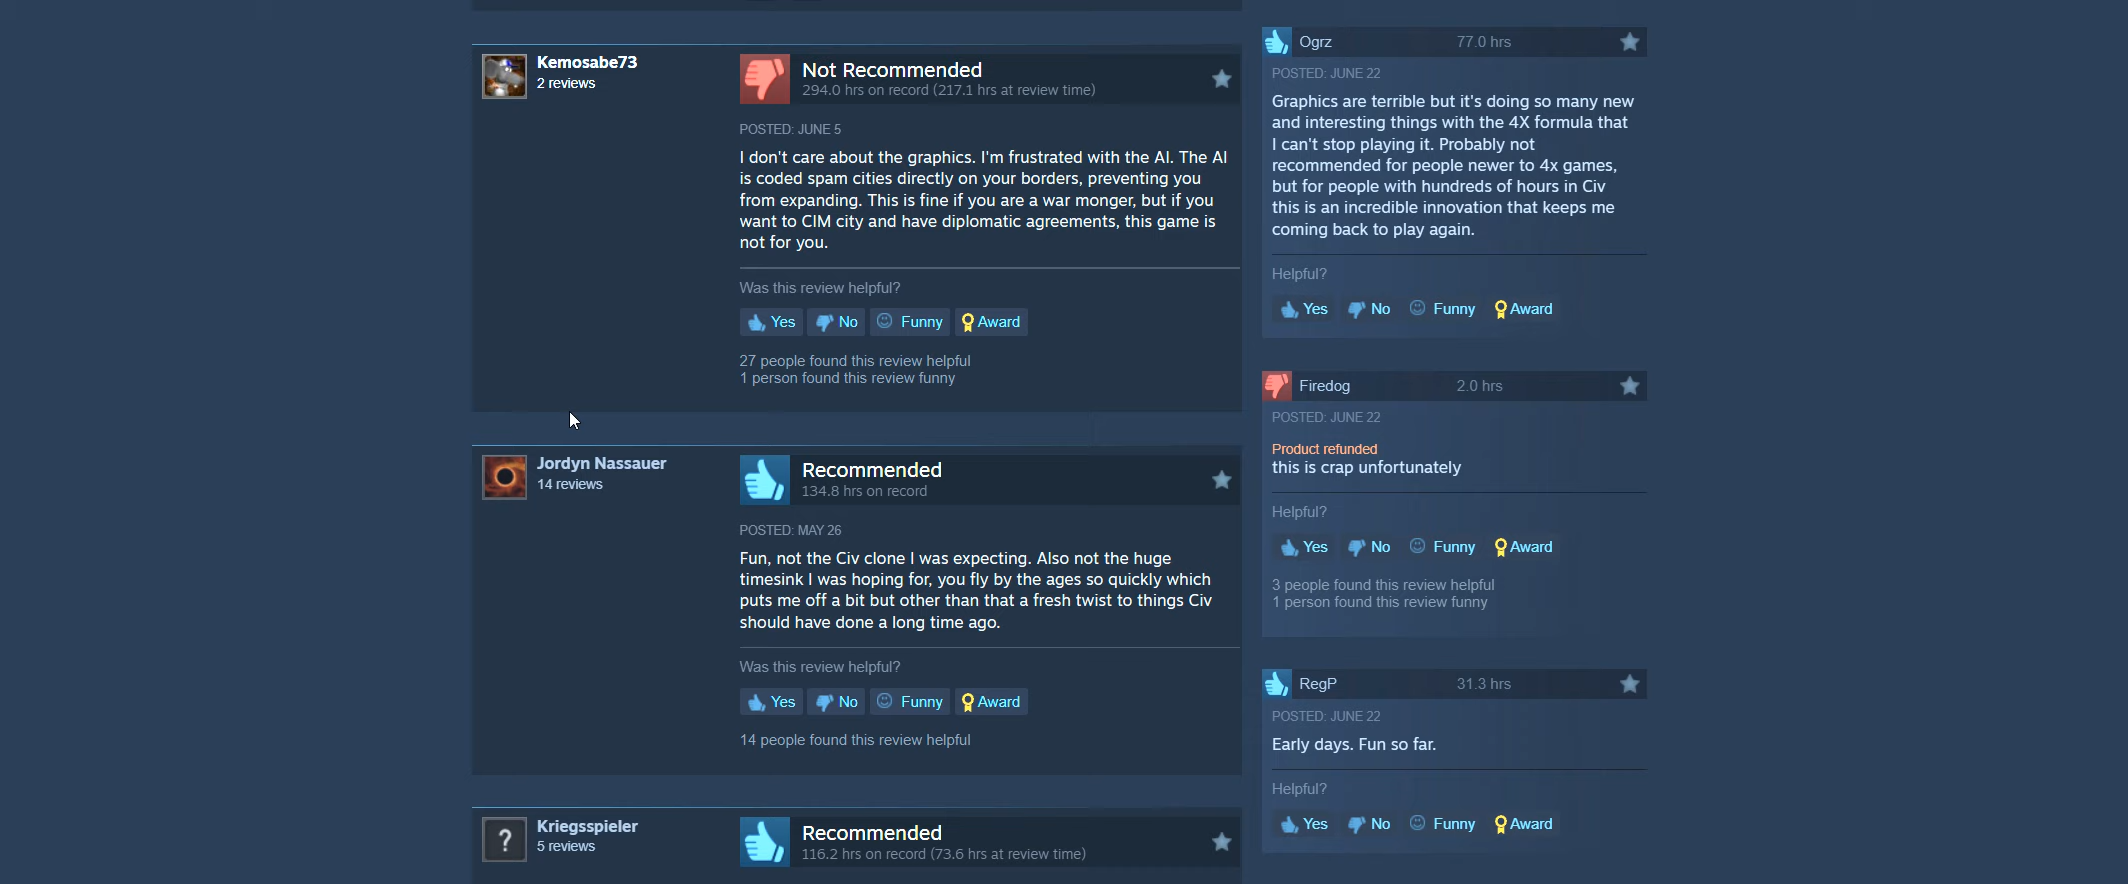 Kemosabe73
2 reviews
Not Recommended
294.0 hrs on record (217.1 hrs at review time)
POSTED: JUNE 5
I don't care about the graphics. I'm frustrated with the AI. The AI
is coded spam cities directly on your borders, preventing you
from expanding. This is fine if you are a war monger, but if you
want to CIM city and have diplomatic agreements, this game is
not for you.
Was this review helpful?
Yes No Funny Award
27 people found this review helpful
1 person found this review funny
Jordyn Nassauer
14 reviews
Recommended
134.8 hrs on record
POSTED: MAY 26
Fun, not the Civ clone I was expecting. Also not the huge
timesink I was hoping for, you fly by the ages so quickly which
puts me off a bit but other than that a fresh twist to things Civ
should have done a long time ago.
Was this review helpful?
Yes No Funny Award
14 people found this review helpful
Kriegsspieler
5 reviews
Recommended
116.2 hrs on record (73.6 hrs at review time)
Ogrz 77.0 hrs
POSTED: JUNE 22
Graphics are terrible but it's doing so many new
and interesting things with the 4X formula that
I can't stop playing it. Probably not
recommended for people newer to 4x games,
but for people with hundreds of hours in Civ
this is an incredible innovation that keeps me
coming back to play again.
Helpful?
Yes No Funny Award
Firedog 2.0 hrs
POSTED: JUNE 22
Product refunded
this is crap unfortunately
Helpful?
Yes No Funny Award
3 people found this review helpful
1 person found this review funny
RegP 31.3 hrs
POSTED: JUNE 22
Early days. Fun so far.
Helpful?
Yes No Funny Award